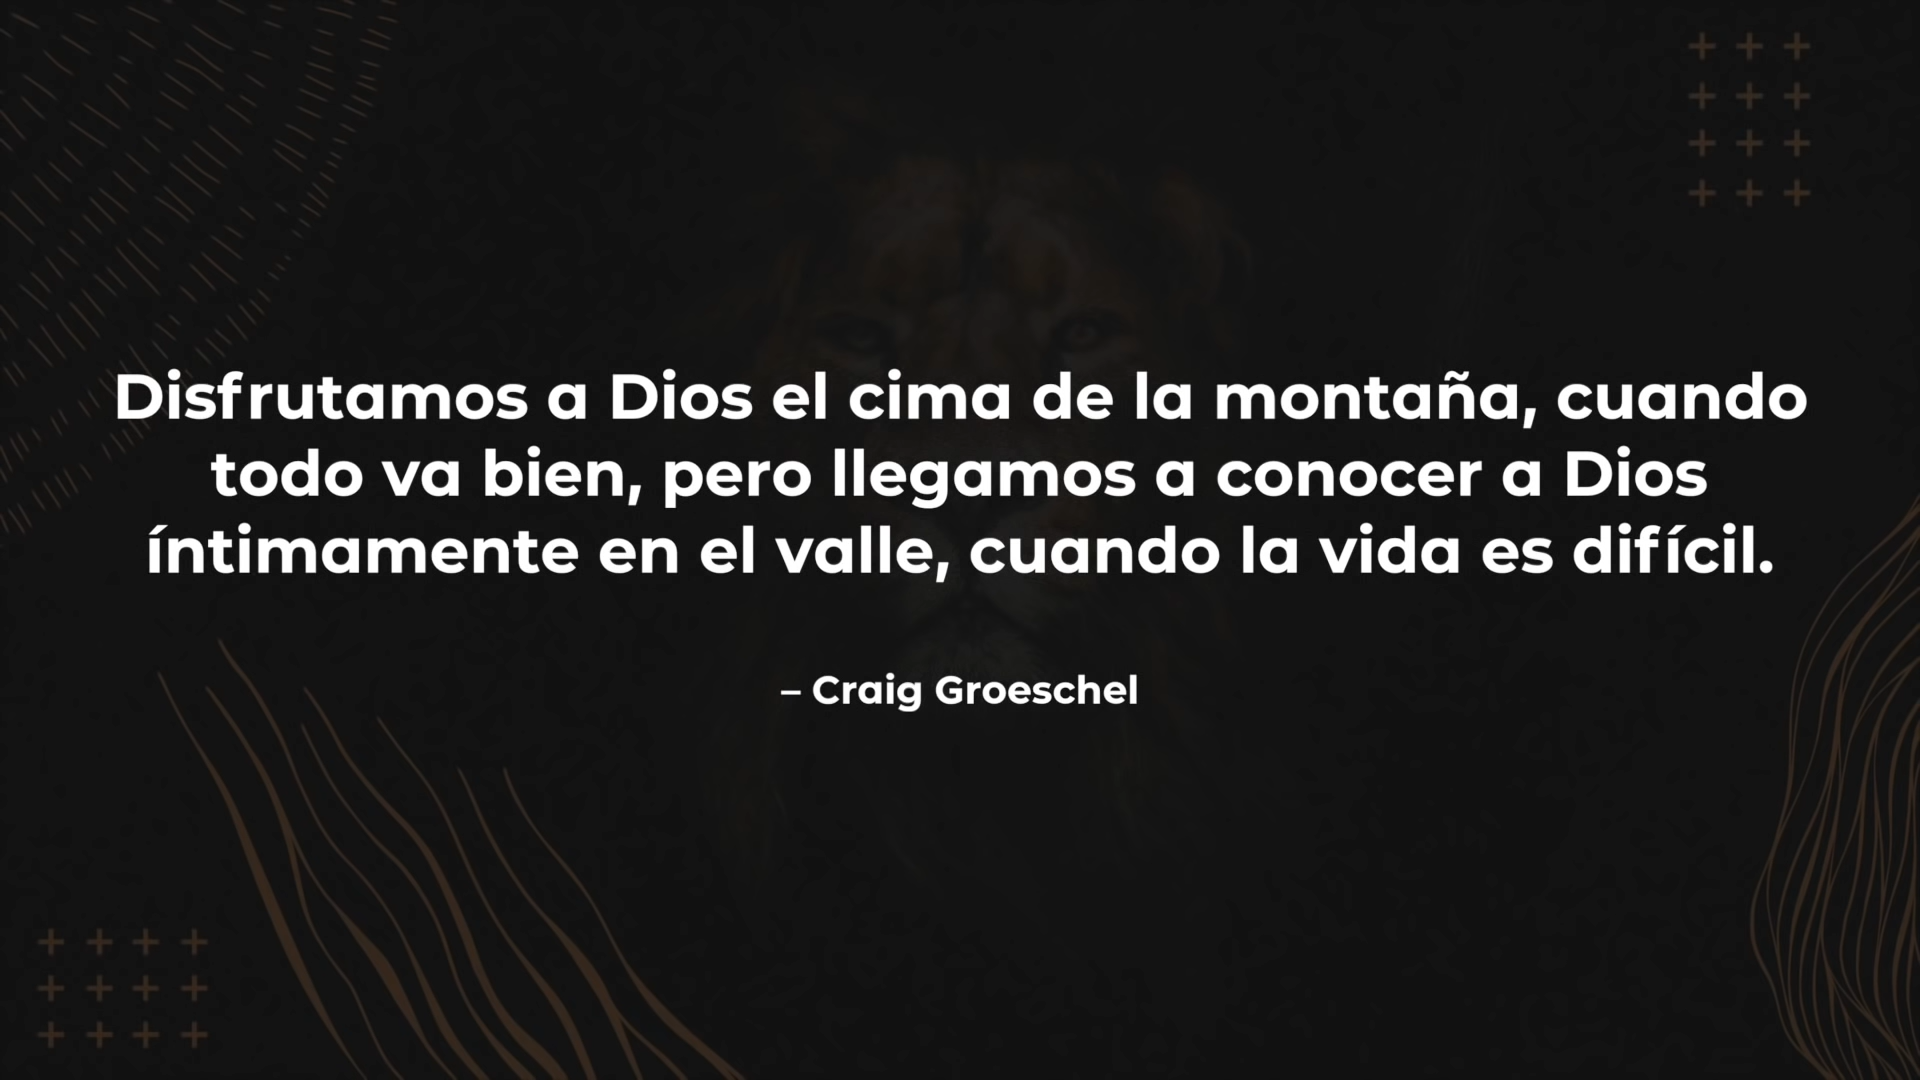 Disfrutamos a Dios el cima de la montaña, cuando
todo va bien, pero llegamos a conocer a Dios
íntimamente en el valle, cuando la vida es difícil.
– Craig Groeschel